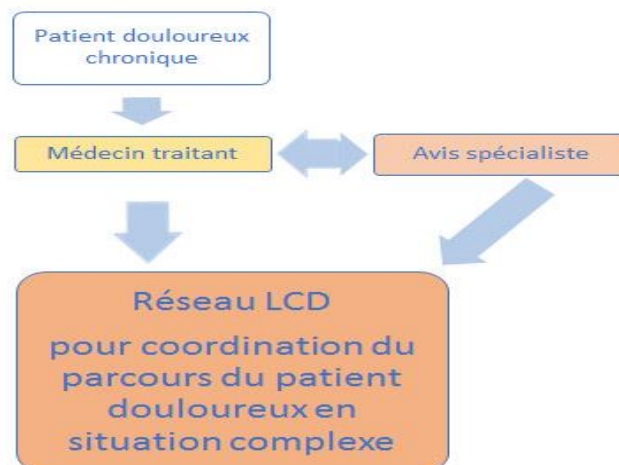 Patient douloureux
chronique
Médecin traitant
Avis spécialiste
Réseau LCD
pour coordination du
parcours du patient
douloureux en
situation complexe